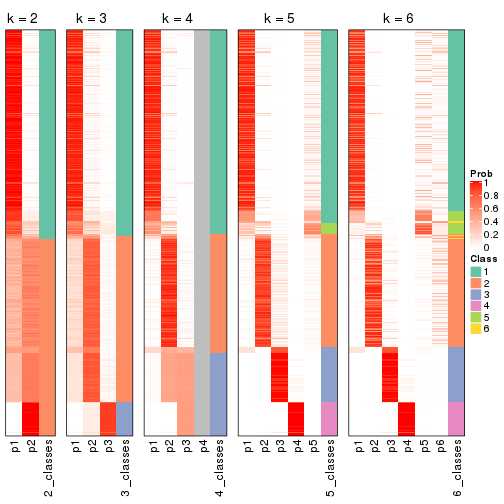 k = 2 k = 3 k = 4 k = 5 k = 6
Prob
1
0.8
0.6
0.4
0.2
0
Class
1
2
3
4
5
6
p1 p2 2_classes
p1 p2 p3 3_classes
p1 p2 p3 p4 4_classes
p1 p2 p3 p4 p5 5_classes
p1 p2 p3 p4 p5 p6 6_classes